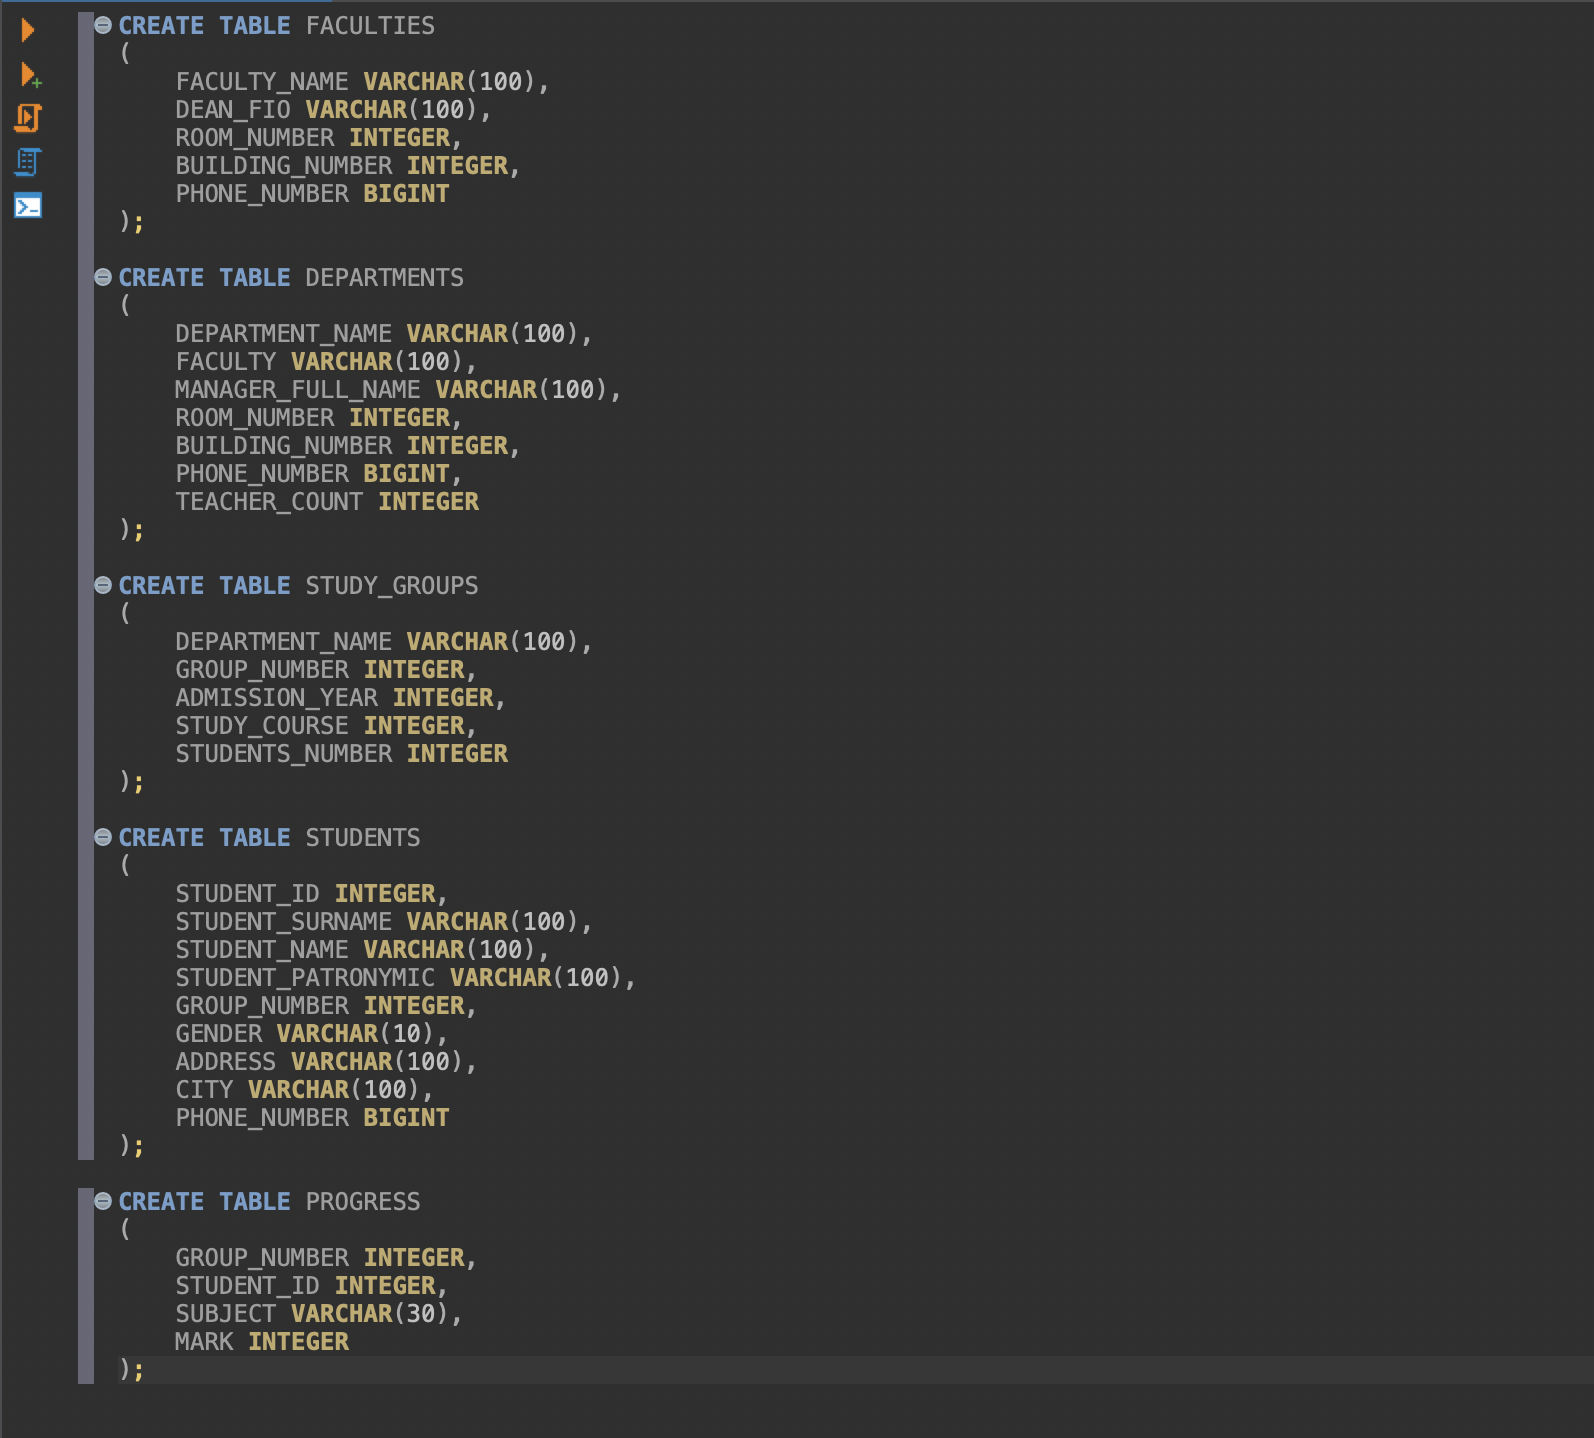 CREATE TABLE FACULTIES
(
    FACULTY_NAME VARCHAR(100),
    DEAN_FIO VARCHAR(100),
    ROOM_NUMBER INTEGER,
    BUILDING_NUMBER INTEGER,
    PHONE_NUMBER BIGINT
);

CREATE TABLE DEPARTMENTS
(
    DEPARTMENT_NAME VARCHAR(100),
    FACULTY VARCHAR(100),
    MANAGER_FULL_NAME VARCHAR(100),
    ROOM_NUMBER INTEGER,
    BUILDING_NUMBER INTEGER,
    PHONE_NUMBER BIGINT,
    TEACHER_COUNT INTEGER
);

CREATE TABLE STUDY_GROUPS
(
    DEPARTMENT_NAME VARCHAR(100),
    GROUP_NUMBER INTEGER,
    ADMISSION_YEAR INTEGER,
    STUDY_COURSE INTEGER,
    STUDENTS_NUMBER INTEGER
);

CREATE TABLE STUDENTS
(
    STUDENT_ID INTEGER,
    STUDENT_SURNAME VARCHAR(100),
    STUDENT_NAME VARCHAR(100),
    STUDENT_PATRONYMIC VARCHAR(100),
    GROUP_NUMBER INTEGER,
    GENDER VARCHAR(10),
    ADDRESS VARCHAR(100),
    CITY VARCHAR(100),
    PHONE_NUMBER BIGINT
);

CREATE TABLE PROGRESS
(
    GROUP_NUMBER INTEGER,
    STUDENT_ID INTEGER,
    SUBJECT VARCHAR(30),
    MARK INTEGER
);